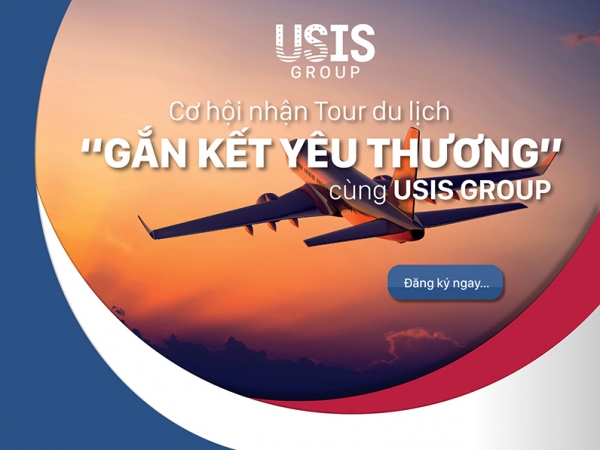 USIS
GROUP
Cơ hội nhận Tour du lịch
“GẮN KẾT YÊU THƯƠNG”
cùng USIS GROUP
Đăng ký ngay...